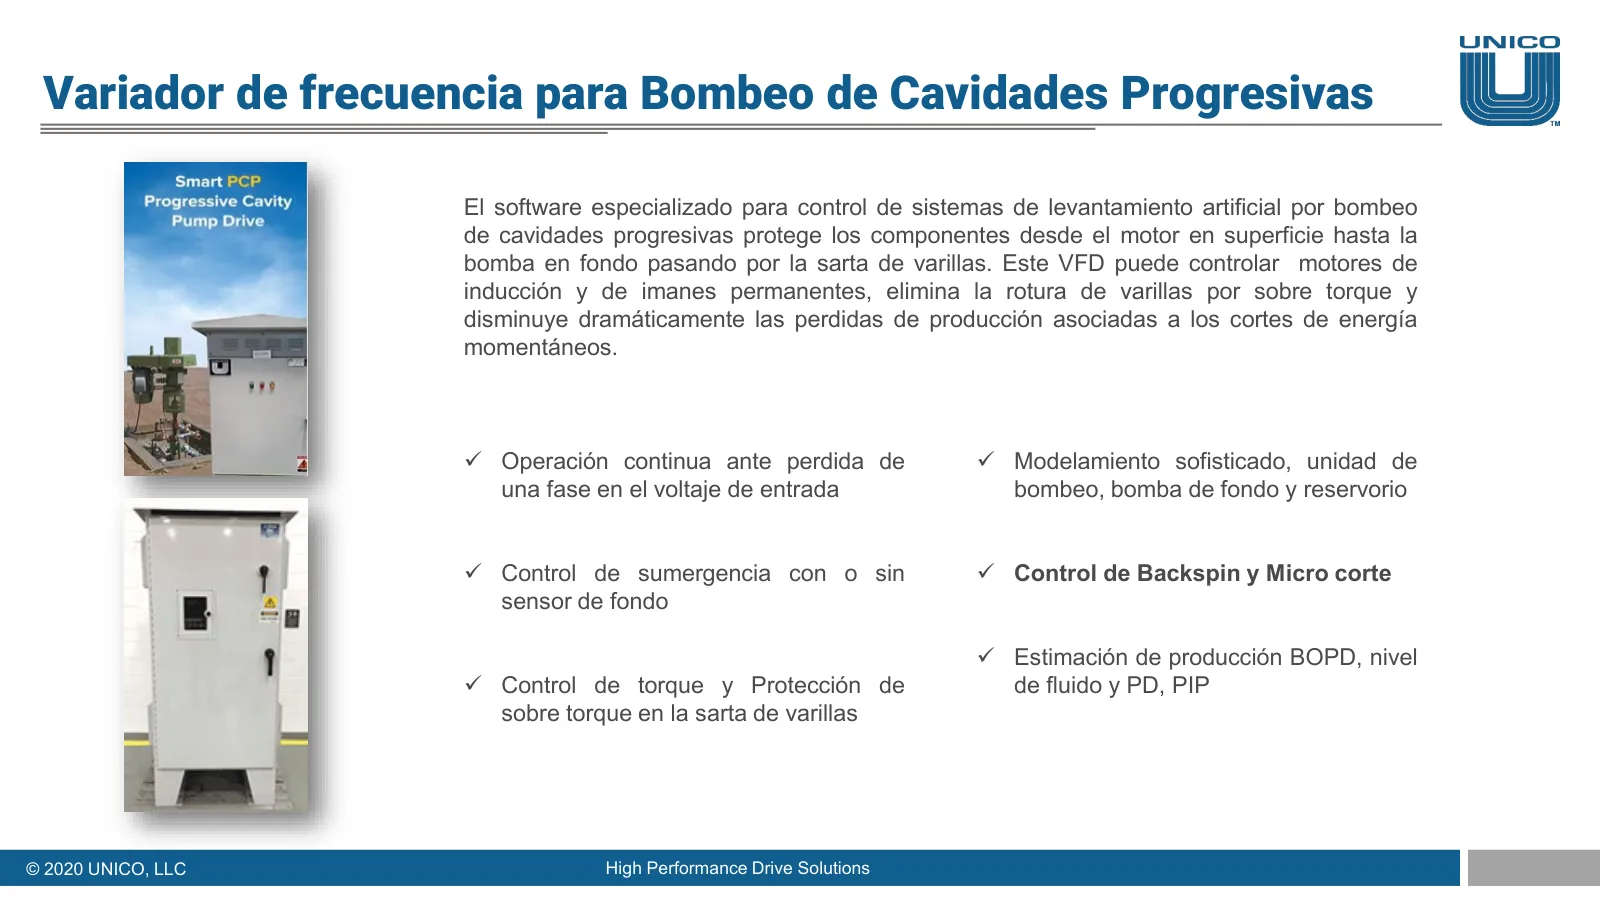 UNICO
Variador de frecuencia para Bombeo de Cavidades Progresivas
TM
Smart PCP
Progressive Cavity
Pump Drive
El software especializado para control de sistemas de levantamiento artificial por bombeo
de cavidades progresivas protege los componentes desde el motor en superficie hasta la
bomba en fondo pasando por la sarta de varillas. Este VFD puede controlar motores de
inducción y de imanes permanentes, elimina la rotura de varillas por sobre torque y
disminuye dramáticamente las perdidas de producción asociadas a los cortes de energía
momentáneos.
✓ Operación continua ante perdida de
una fase en el voltaje de entrada
✓ Control de sumergencia con o sin
sensor de fondo
✓ Control de torque y Protección de
sobre torque en la sarta de varillas
✓ Modelamiento sofisticado, unidad de
bombeo, bomba de fondo y reservorio
✓ Control de Backspin y Micro corte
✓ Estimación de producción BOPD, nivel
de fluido y PD, PIP
© 2020 UNICO, LLC
High Performance Drive Solutions